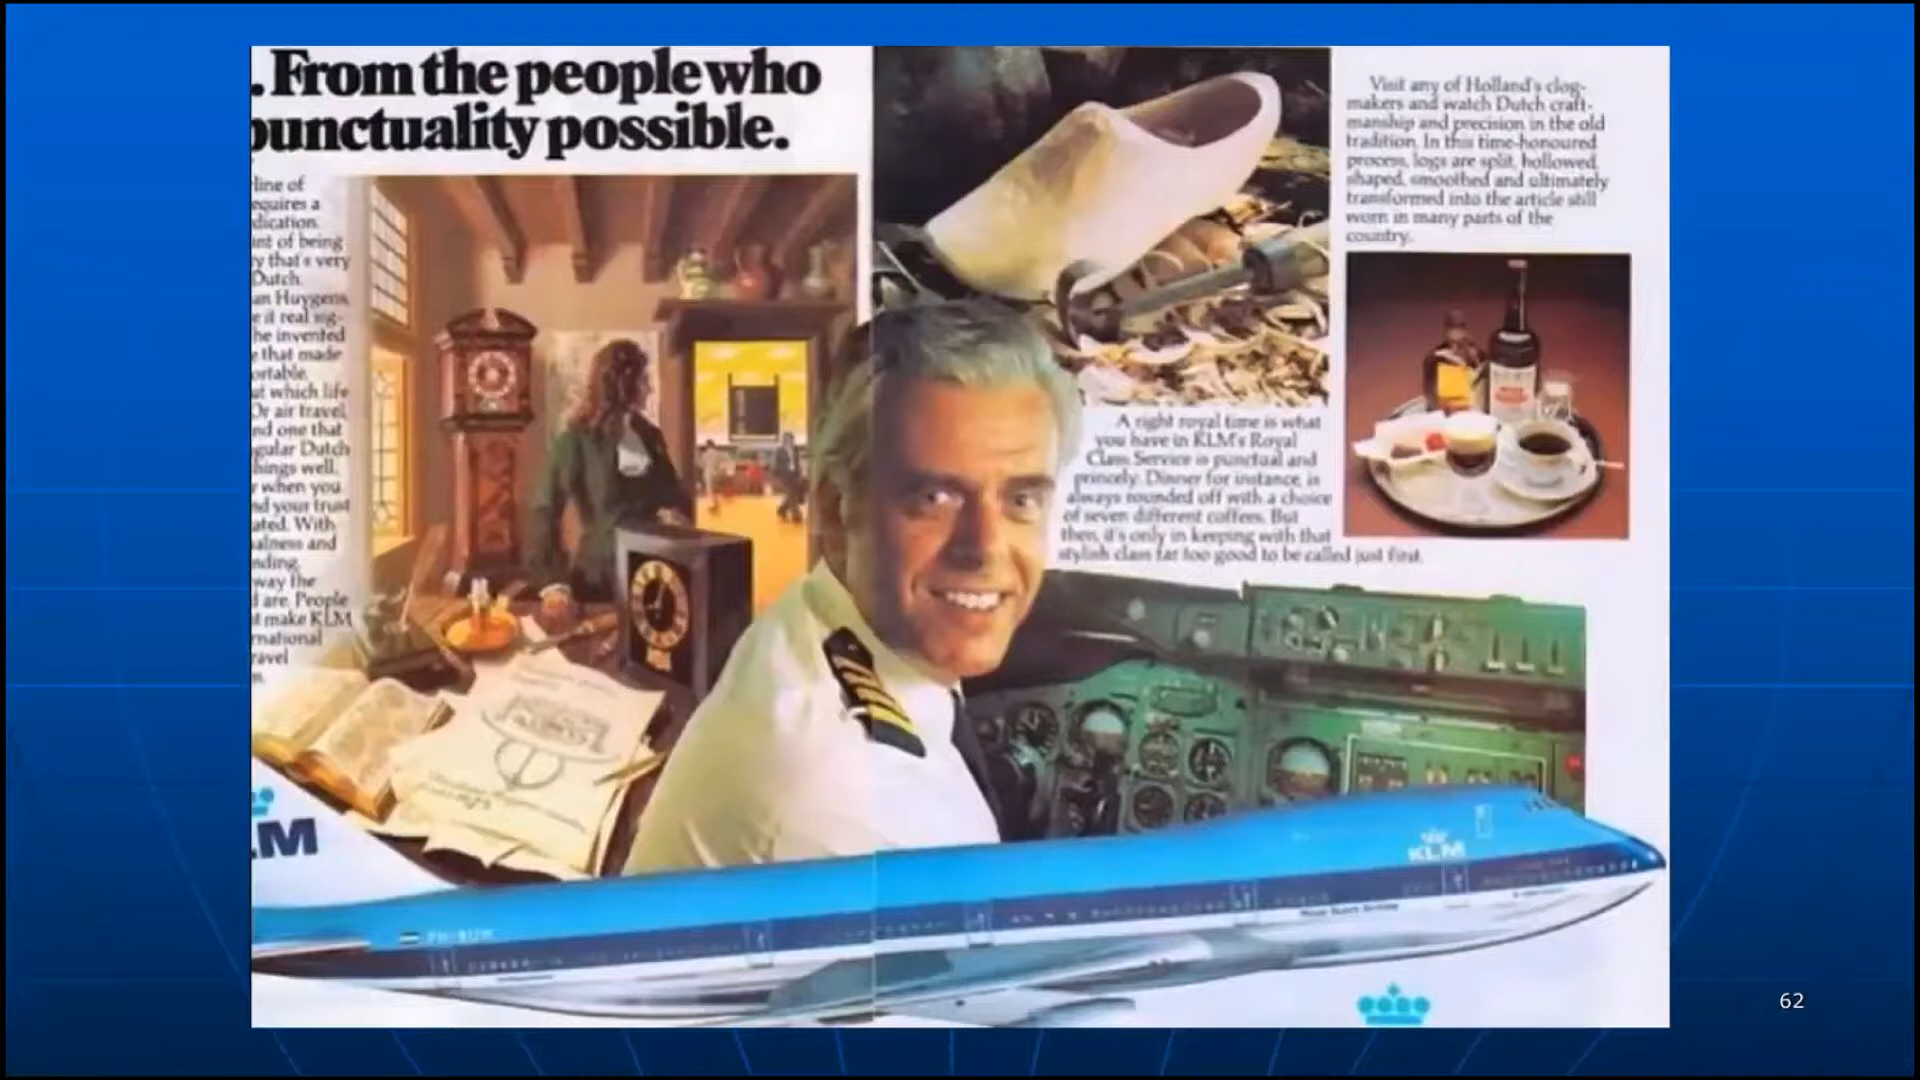 . From the people who
punctuality possible.
line of
equires a
dication.
int of being
y that's very
Dutch.
an Huygens,
e it real sig-
he invented
e that made
ortable.
ut which life
Or air travel,
nd one that
gular Dutch
hings well.
r when you
nd your trust
ated. With
alness and
nding.
way the
d are. People
t make KLM
rnational
ravel
Visit any of Holland's clog-
makers and watch Dutch craft-
manship and precision in the old
tradition. In this time-honoured
process, logs are split, hollowed,
shaped, smoothed and ultimately
transformed into the article still
worn in many parts of the
country.
A right royal time is what
you have in KLM's Royal
Class. Service is punctual and
princely. Dinner for instance, is
always rounded off with a choice
of seven different coffees. But
then, it's only in keeping with that
stylish class far too good to be called just first.
LM
KLM
62